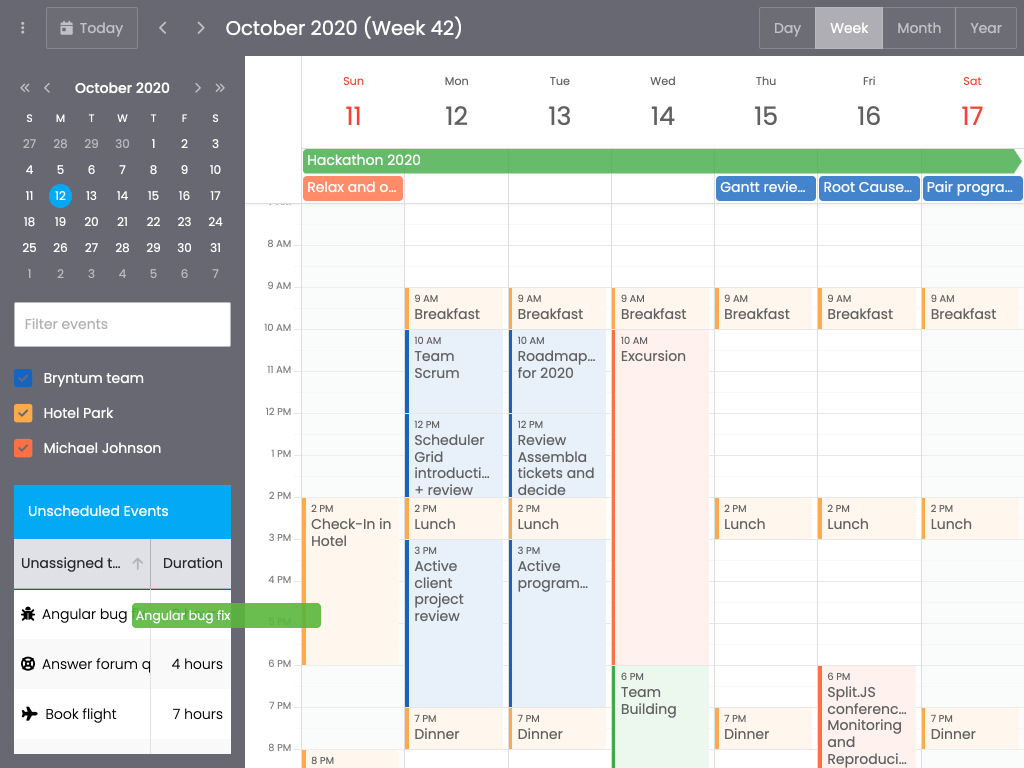 Today
October 2020 (Week 42)
Day
Week
Month
Year
October 2020
S M T W T F S
27 28 29 30 1 2 3
4 5 6 7 8 9 10
11 12 13 14 15 16 17
18 19 20 21 22 23 24
25 26 27 28 29 30 31
1 2 3 4 5 6 7
Filter events
Bryntum team
Hotel Park
Michael Johnson
Unscheduled Events
Unassigned t...
Duration
Angular bug
Angular bug fix
Answer forum q
4 hours
Book flight
7 hours
Sun Mon Tue Wed Thu Fri Sat
11 12 13 14 15 16 17
Hackathon 2020
Relax and o...
Gantt revie...
Root Cause...
Pair progra...
8 AM
9 AM
10 AM
11 AM
12 PM
1 PM
2 PM
3 PM
4 PM
5 PM
6 PM
7 PM
8 PM
2 PM
Check-In in
Hotel
8 PM
9 AM
Breakfast
10 AM
Team
Scrum
12 PM
Scheduler
Grid
introducti...
+ review
2 PM
Lunch
3 PM
Active
client
project
review
7 PM
Dinner
9 AM
Breakfast
10 AM
Roadmap...
for 2020
12 PM
Review
Assembla
tickets and
decide
2 PM
Lunch
3 PM
Active
program...
7 PM
Dinner
9 AM
Breakfast
10 AM
Excursion
6 PM
Team
Building
9 AM
Breakfast
2 PM
Lunch
7 PM
Dinner
9 AM
Breakfast
2 PM
Lunch
6 PM
Split.JS
conferenc...
Monitoring
and
Reproduci...
9 AM
Breakfast
2 PM
Lunch
7 PM
Dinner